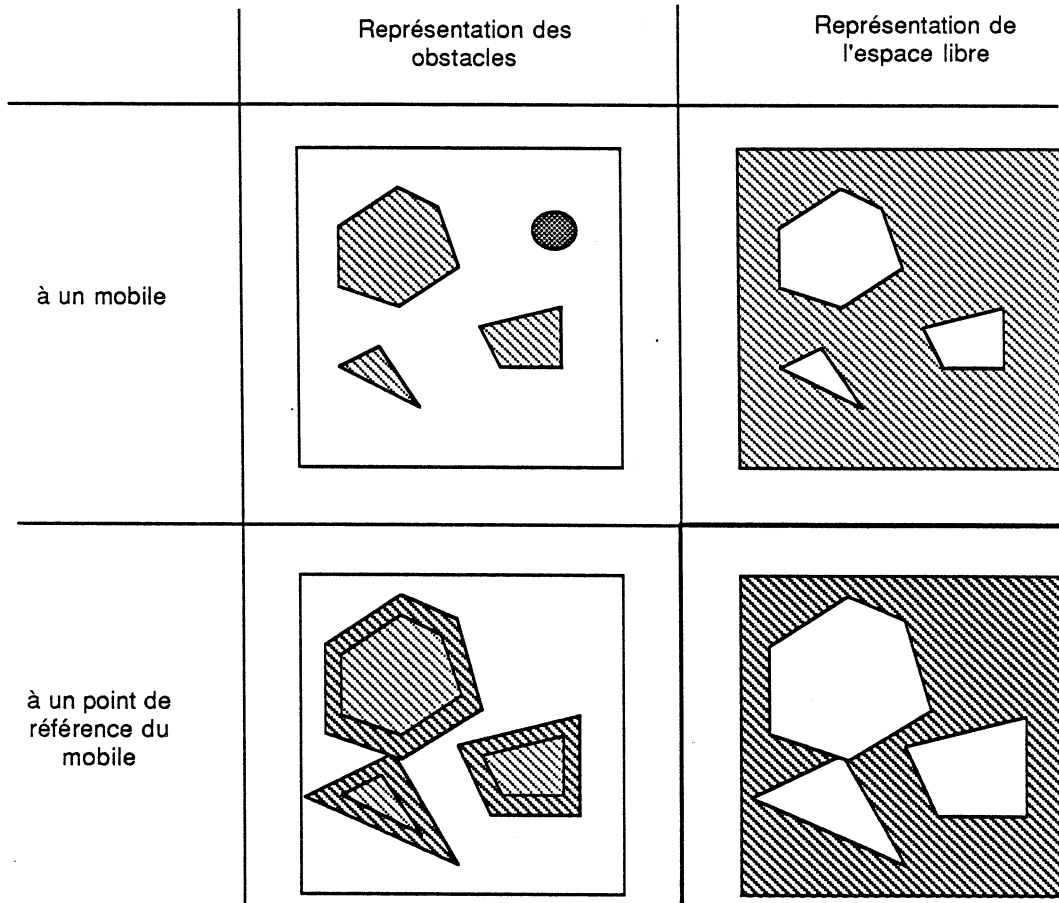 Représentation des
obstacles
Représentation de
l'espace libre
à un mobile
à un point de
référence du
mobile